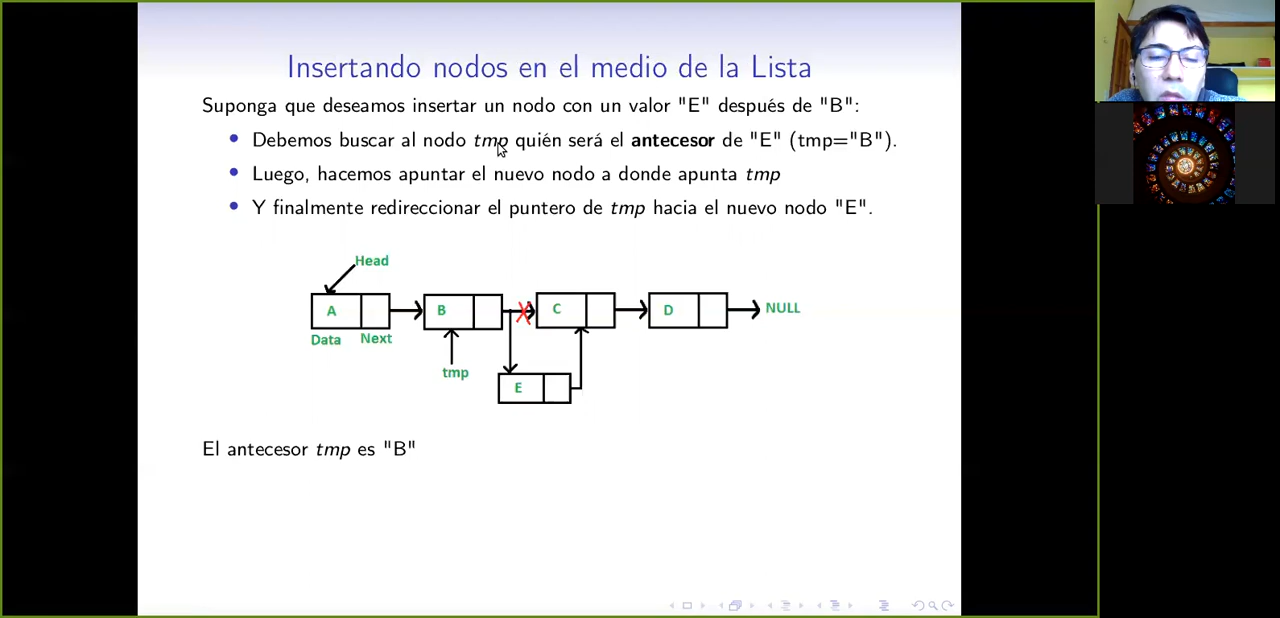 Insertando nodos en el medio de la Lista
Suponga que deseamos insertar un nodo con un valor "E" después de "B":
Debemos buscar al nodo tmp quién será el antecesor de "E" (tmp="B").
Luego, hacemos apuntar el nuevo nodo a donde apunta tmp
Y finalmente redireccionar el puntero de tmp hacia el nuevo nodo "E".
Head
A B C D NULL
Data Next
tmp
E
El antecesor tmp es "B"